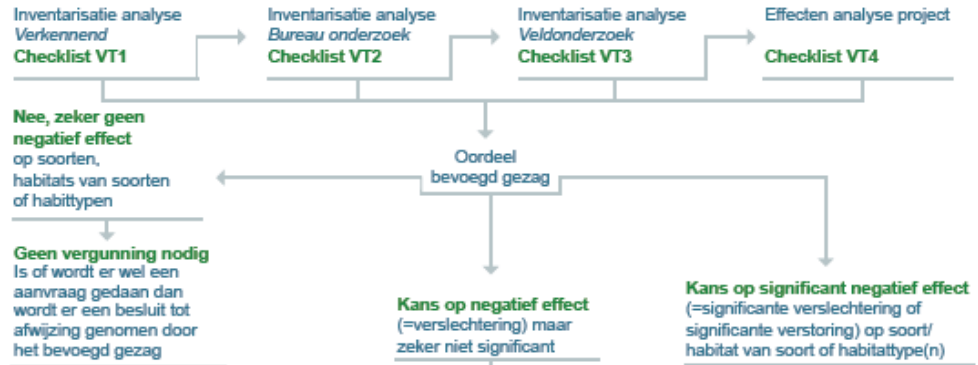 Inventarisatie analyse
Verkennend
Checklist VT1
Inventarisatie analyse
Bureau onderzoek
Checklist VT2
Inventarisatie analyse
Veldonderzoek
Checklist VT3
Effecten analyse project
Checklist VT4
Nee, zeker geen
negatief effect
op soorten,
habitats van soorten
of habittypen
Oordeel
bevoegd gezag
Geen vergunning nodig
Is of wordt er wel een
aanvraag gedaan dan
wordt er een besluit tot
afwijzing genomen door
het bevoegd gezag
Kans op negatief effect
(=verslechtering) maar
zeker niet significant
Kans op significant negatief effect
(=significante verslechtering of
significante verstoring) op soort/
habitat van soort of habitattype(n)